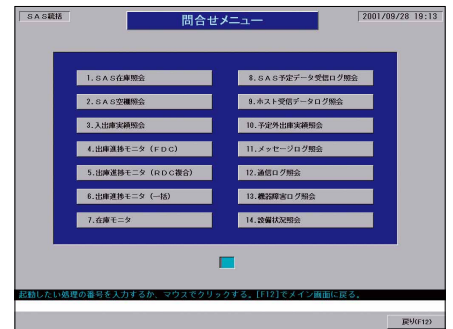 SAS統括
問合せメニュー
2001/09/28 19:13
1.SAS在庫照会
2.SAS空棚照会
3.入出庫実績照会
4.出庫進捗モニタ (FDC)
5.出庫進捗モニタ (RDC複合)
6.出庫進捗モニタ (一括)
7.在庫モニタ
8.SAS予定データ受信ログ照会
9.ホスト受信データログ照会
10.予定外出庫実績照会
11.メッセージログ照会
12.通信ログ照会
13.機器障害ログ照会
14.設備状況照会
起動したい処理の番号を入力するか、マウスでクリックする。[F12]でメイン画面に戻る。
戻り(F12)